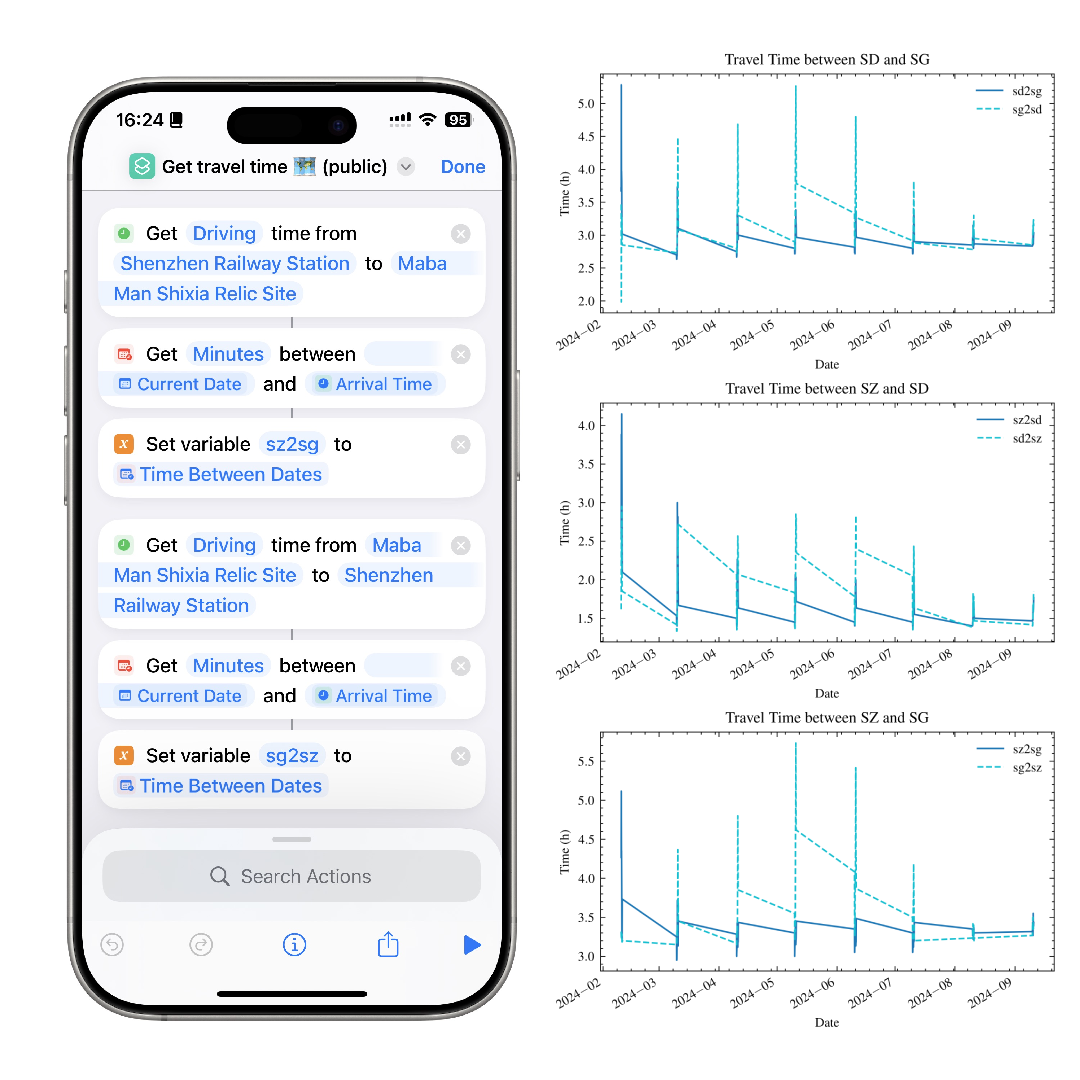 16:24
95
Get travel time (public)
Done
Get Driving time from
Shenzhen Railway Station to Maba
Man Shixia Relic Site
Get Minutes between
Current Date and Arrival Time
Set variable sz2sg to
Time Between Dates
Get Driving time from Maba
Man Shixia Relic Site to Shenzhen
Railway Station
Get Minutes between
Current Date and Arrival Time
Set variable sg2sz to
Time Between Dates
Search Actions
Travel Time between SD and SG
sd2sg
sg2sd
Time (h)
5.0
4.5
4.0
3.5
3.0
2.5
2.0
2024−02
2024−03
2024−04
2024−05
2024−06
2024−07
2024−08
2024−09
Date
Travel Time between SZ and SD
sz2sd
sd2sz
Time (h)
4.0
3.5
3.0
2.5
2.0
1.5
2024−02
2024−03
2024−04
2024−05
2024−06
2024−07
2024−08
2024−09
Date
Travel Time between SZ and SG
sz2sg
sg2sz
Time (h)
5.5
5.0
4.5
4.0
3.5
3.0
2024−02
2024−03
2024−04
2024−05
2024−06
2024−07
2024−08
2024−09
Date